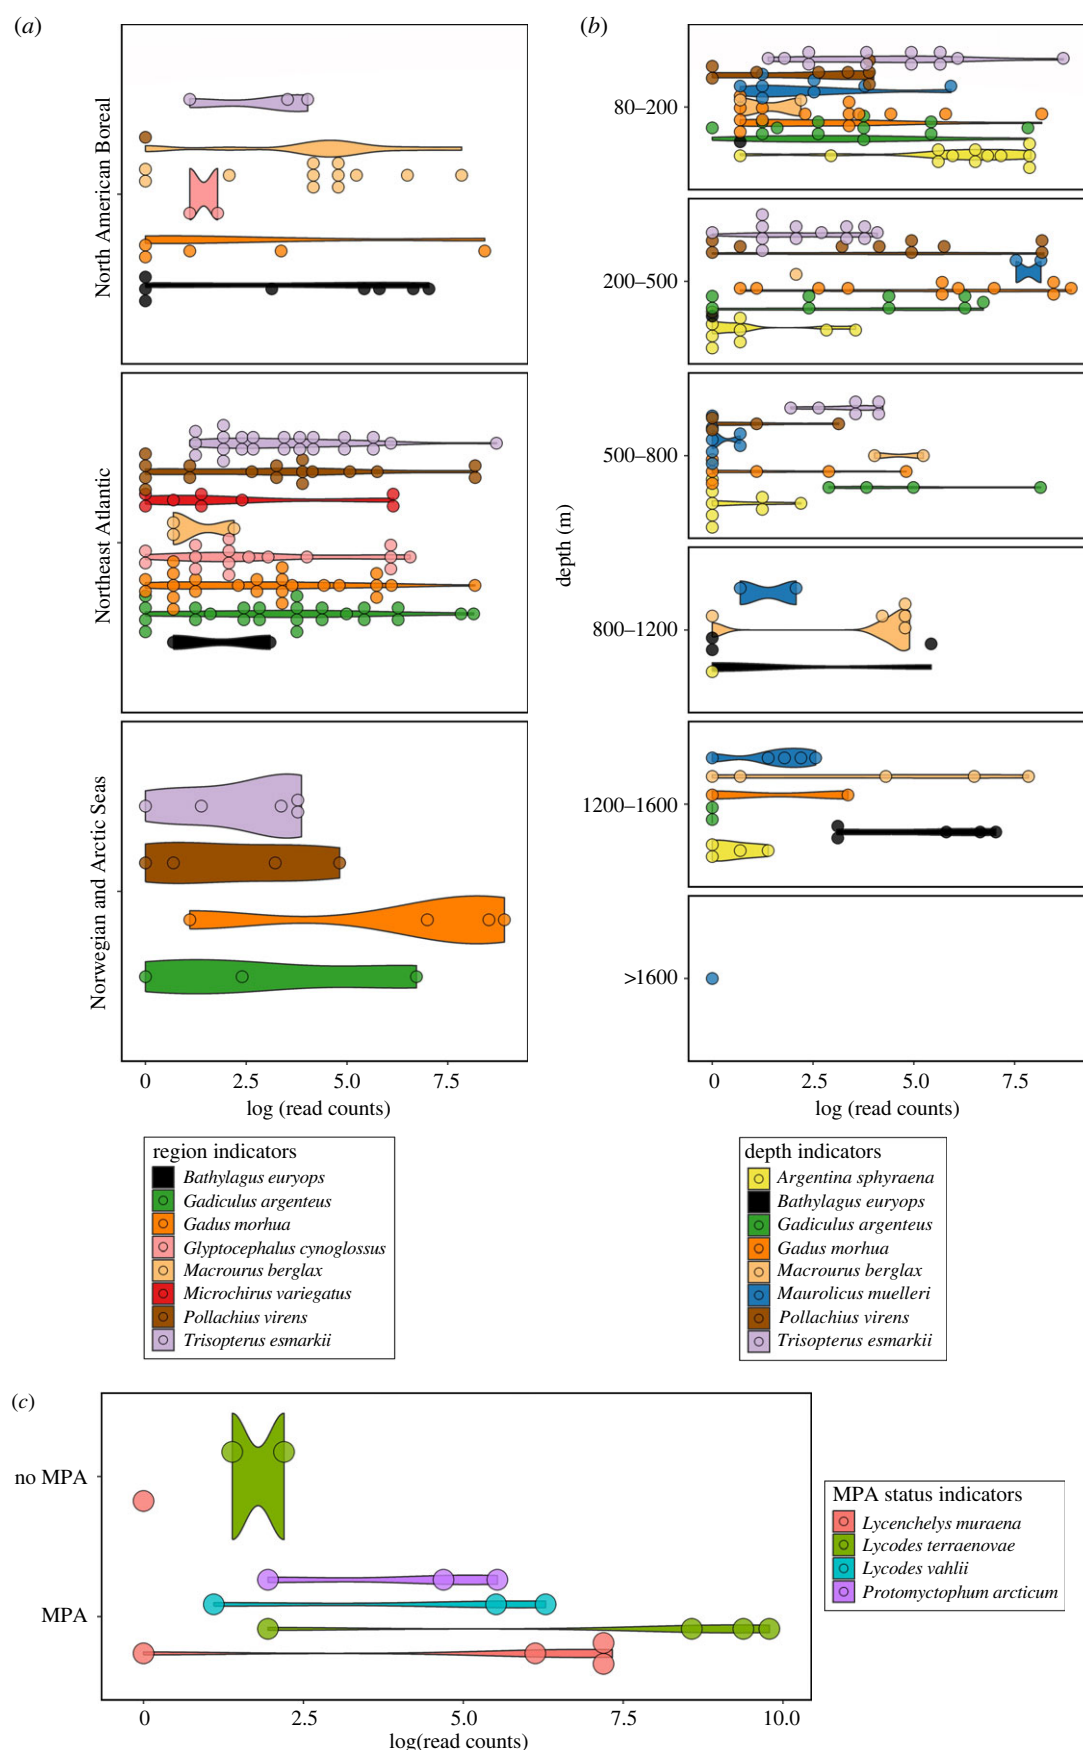 (a)
North American Boreal
Northeast Atlantic
Norwegian and Arctic Seas
0 2.5 5.0 7.5
log (read counts)
region indicators
Bathylagus euryops
Gadiculus argenteus
Gadus morhua
Glyptocephalus cynoglossus
Macrourus berglax
Microchirus variegatus
Pollachius virens
Trisopterus esmarkii
(b)
depth (m)
80–200
200–500
500–800
800–1200
1200–1600
>1600
0 2.5 5.0 7.5
log (read counts)
depth indicators
Argentina sphyraena
Bathylagus euryops
Gadiculus argenteus
Gadus morhua
Macrourus berglax
Maurolicus muelleri
Pollachius virens
Trisopterus esmarkii
(c)
no MPA
MPA
0 2.5 5.0 7.5 10.0
log(read counts)
MPA status indicators
Lycenchelys muraena
Lycodes terraenovae
Lycodes vahlii
Protomyctophum arcticum